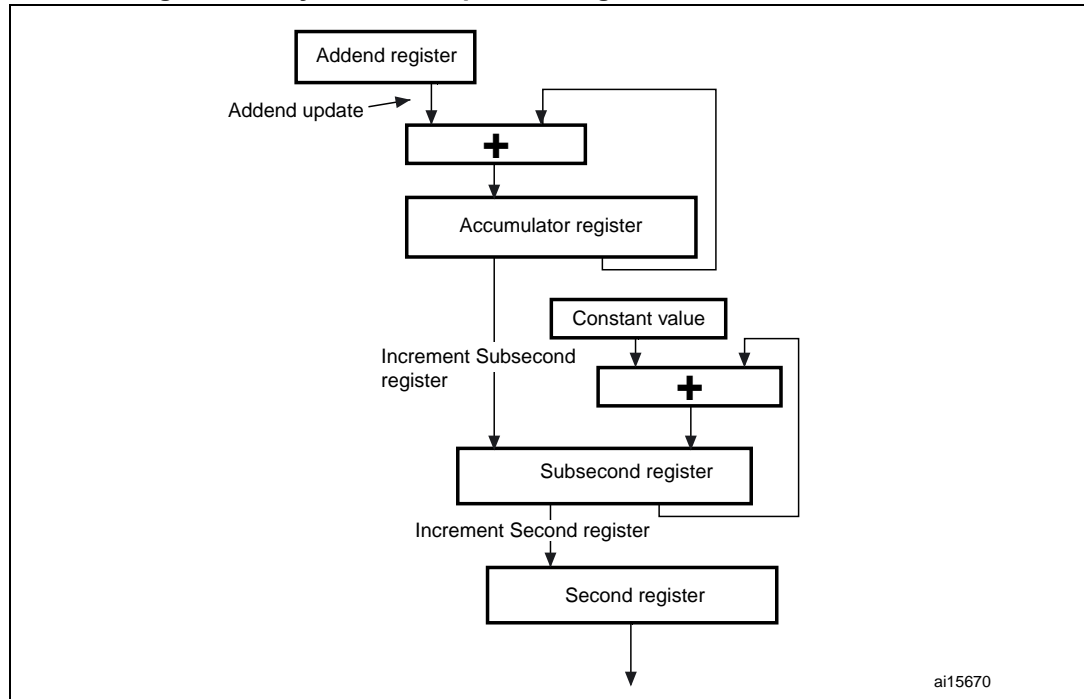 Addend register
Addend update
+
Accumulator register
Constant value
Increment Subsecond
register
+
Subsecond register
Increment Second register
Second register
ai15670